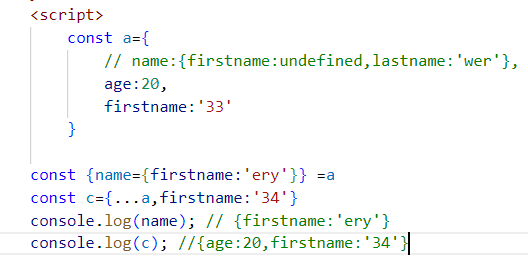 <script>
const a={
// name:{firstname:undefined,lastname:'wer'},
age:20,
firstname:'33'
}
const {name={firstname:'ery'}} =a
const c={...a,firstname:'34'}
console.log(name); // {firstname:'ery'}
console.log(c); //{age:20,firstname:'34'}